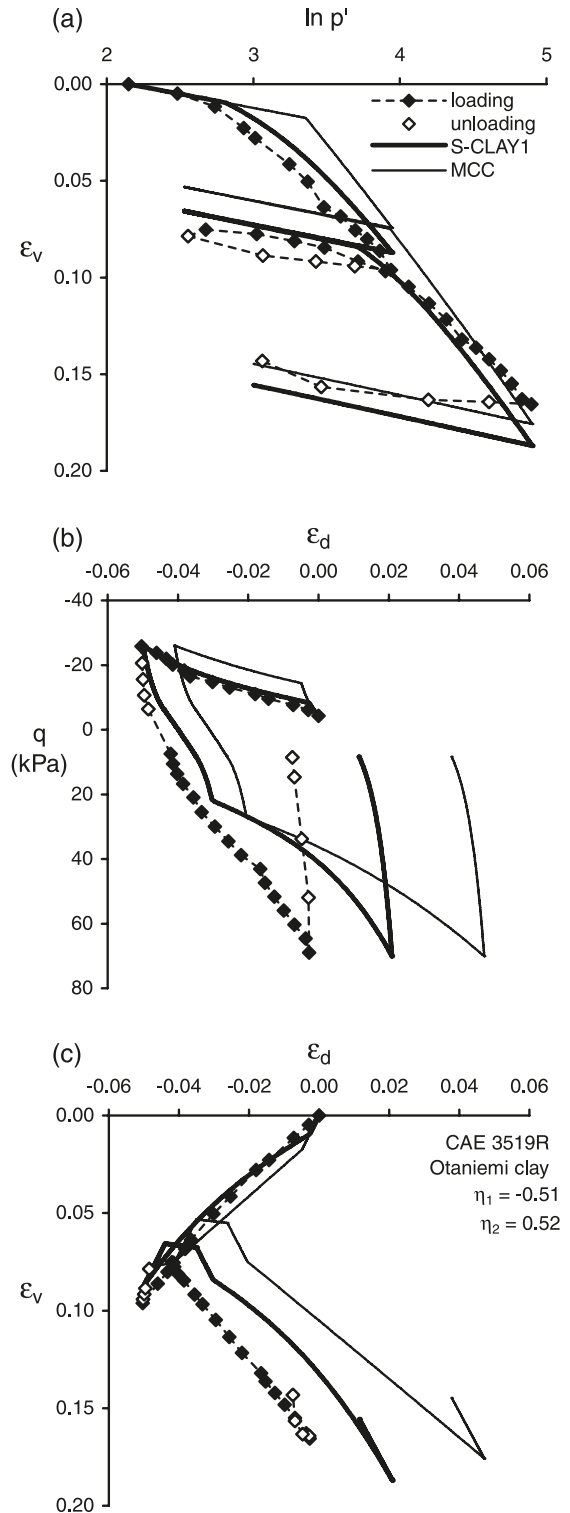 (a)
ln p'
2 3 4 5
0.00
0.05
0.10
0.15
0.20
εv
loading
unloading
S-CLAY1
MCC
(b)
εd
-0.06 -0.04 -0.02 0.00 0.02 0.04 0.06
-40
-20
0
20
40
60
80
q
(kPa)
(c)
εd
-0.06 -0.04 -0.02 0.00 0.02 0.04 0.06
0.00
0.05
0.10
0.15
0.20
εv
CAE 3519R
Otaniemi clay
η1 = -0.51
η2 = 0.52